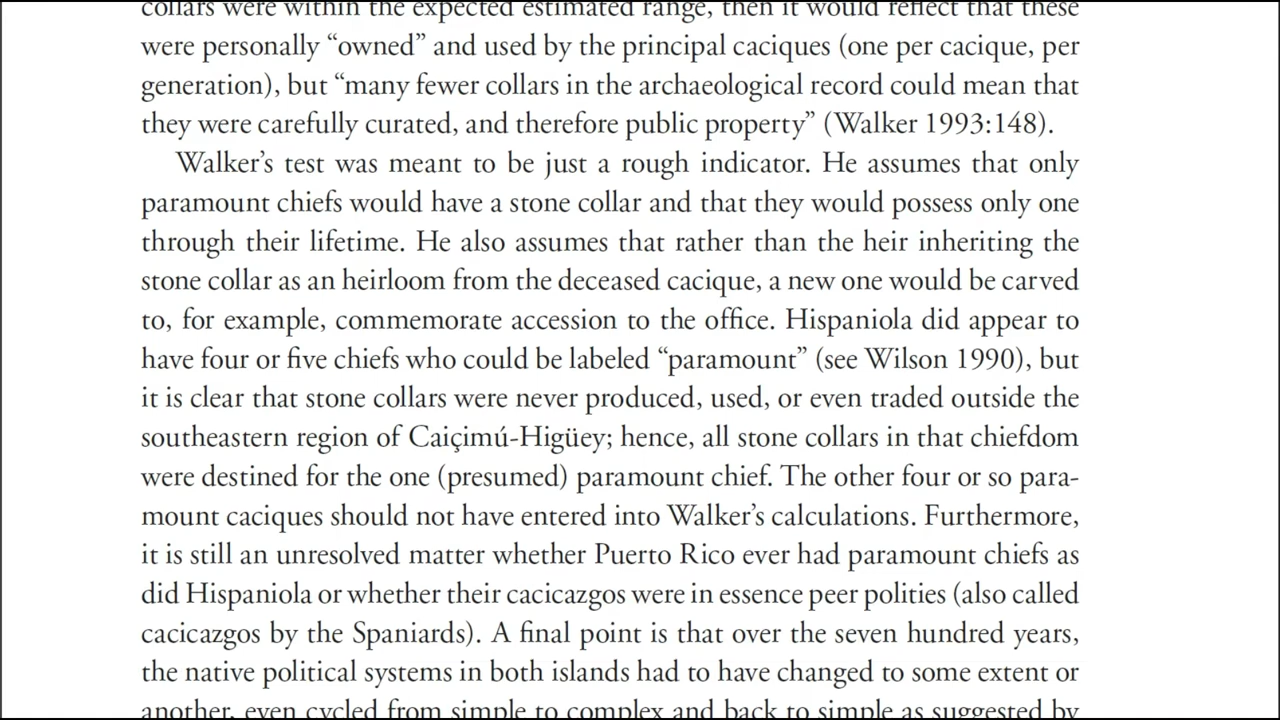 collars were within the expected estimated range, then it would reflect that these
were personally “owned” and used by the principal caciques (one per cacique, per
generation), but “many fewer collars in the archaeological record could mean that
they were carefully curated, and therefore public property” (Walker 1993:148).
Walker’s test was meant to be just a rough indicator. He assumes that only
paramount chiefs would have a stone collar and that they would possess only one
through their lifetime. He also assumes that rather than the heir inheriting the
stone collar as an heirloom from the deceased cacique, a new one would be carved
to, for example, commemorate accession to the office. Hispaniola did appear to
have four or five chiefs who could be labeled “paramount” (see Wilson 1990), but
it is clear that stone collars were never produced, used, or even traded outside the
southeastern region of Caiçimú-Higüey; hence, all stone collars in that chiefdom
were destined for the one (presumed) paramount chief. The other four or so para-
mount caciques should not have entered into Walker’s calculations. Furthermore,
it is still an unresolved matter whether Puerto Rico ever had paramount chiefs as
did Hispaniola or whether their cacicazgos were in essence peer polities (also called
cacicazgos by the Spaniards). A final point is that over the seven hundred years,
the native political systems in both islands had to have changed to some extent or
another, even cycled from simple to complex and back to simple as suggested by